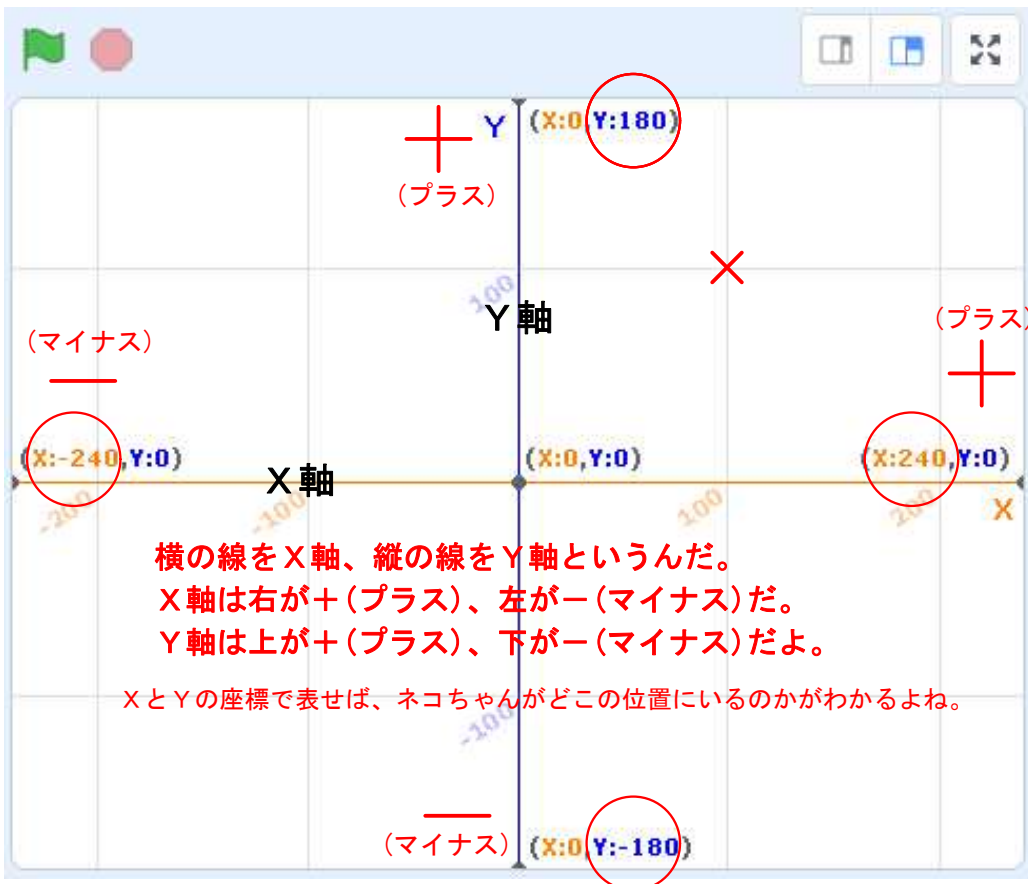 Y (X:0,Y:180)
(プラス)
100
Y軸
(プラス)
(マイナス)
(X:-240,Y:0)
(X:0,Y:0)
(X:240,Y:0)
X軸
-200
-100
100
200
X
横の線をX軸、縦の線をY軸というんだ。
X軸は右が+(プラス)、左がー(マイナス)だ。
Y軸は上が+(プラス)、下がー(マイナス)だよ。
XとYの座標で表せば、ネコちゃんがどこの位置にいるのかがわかるよね。
-100
(マイナス)
(X:0,Y:-180)